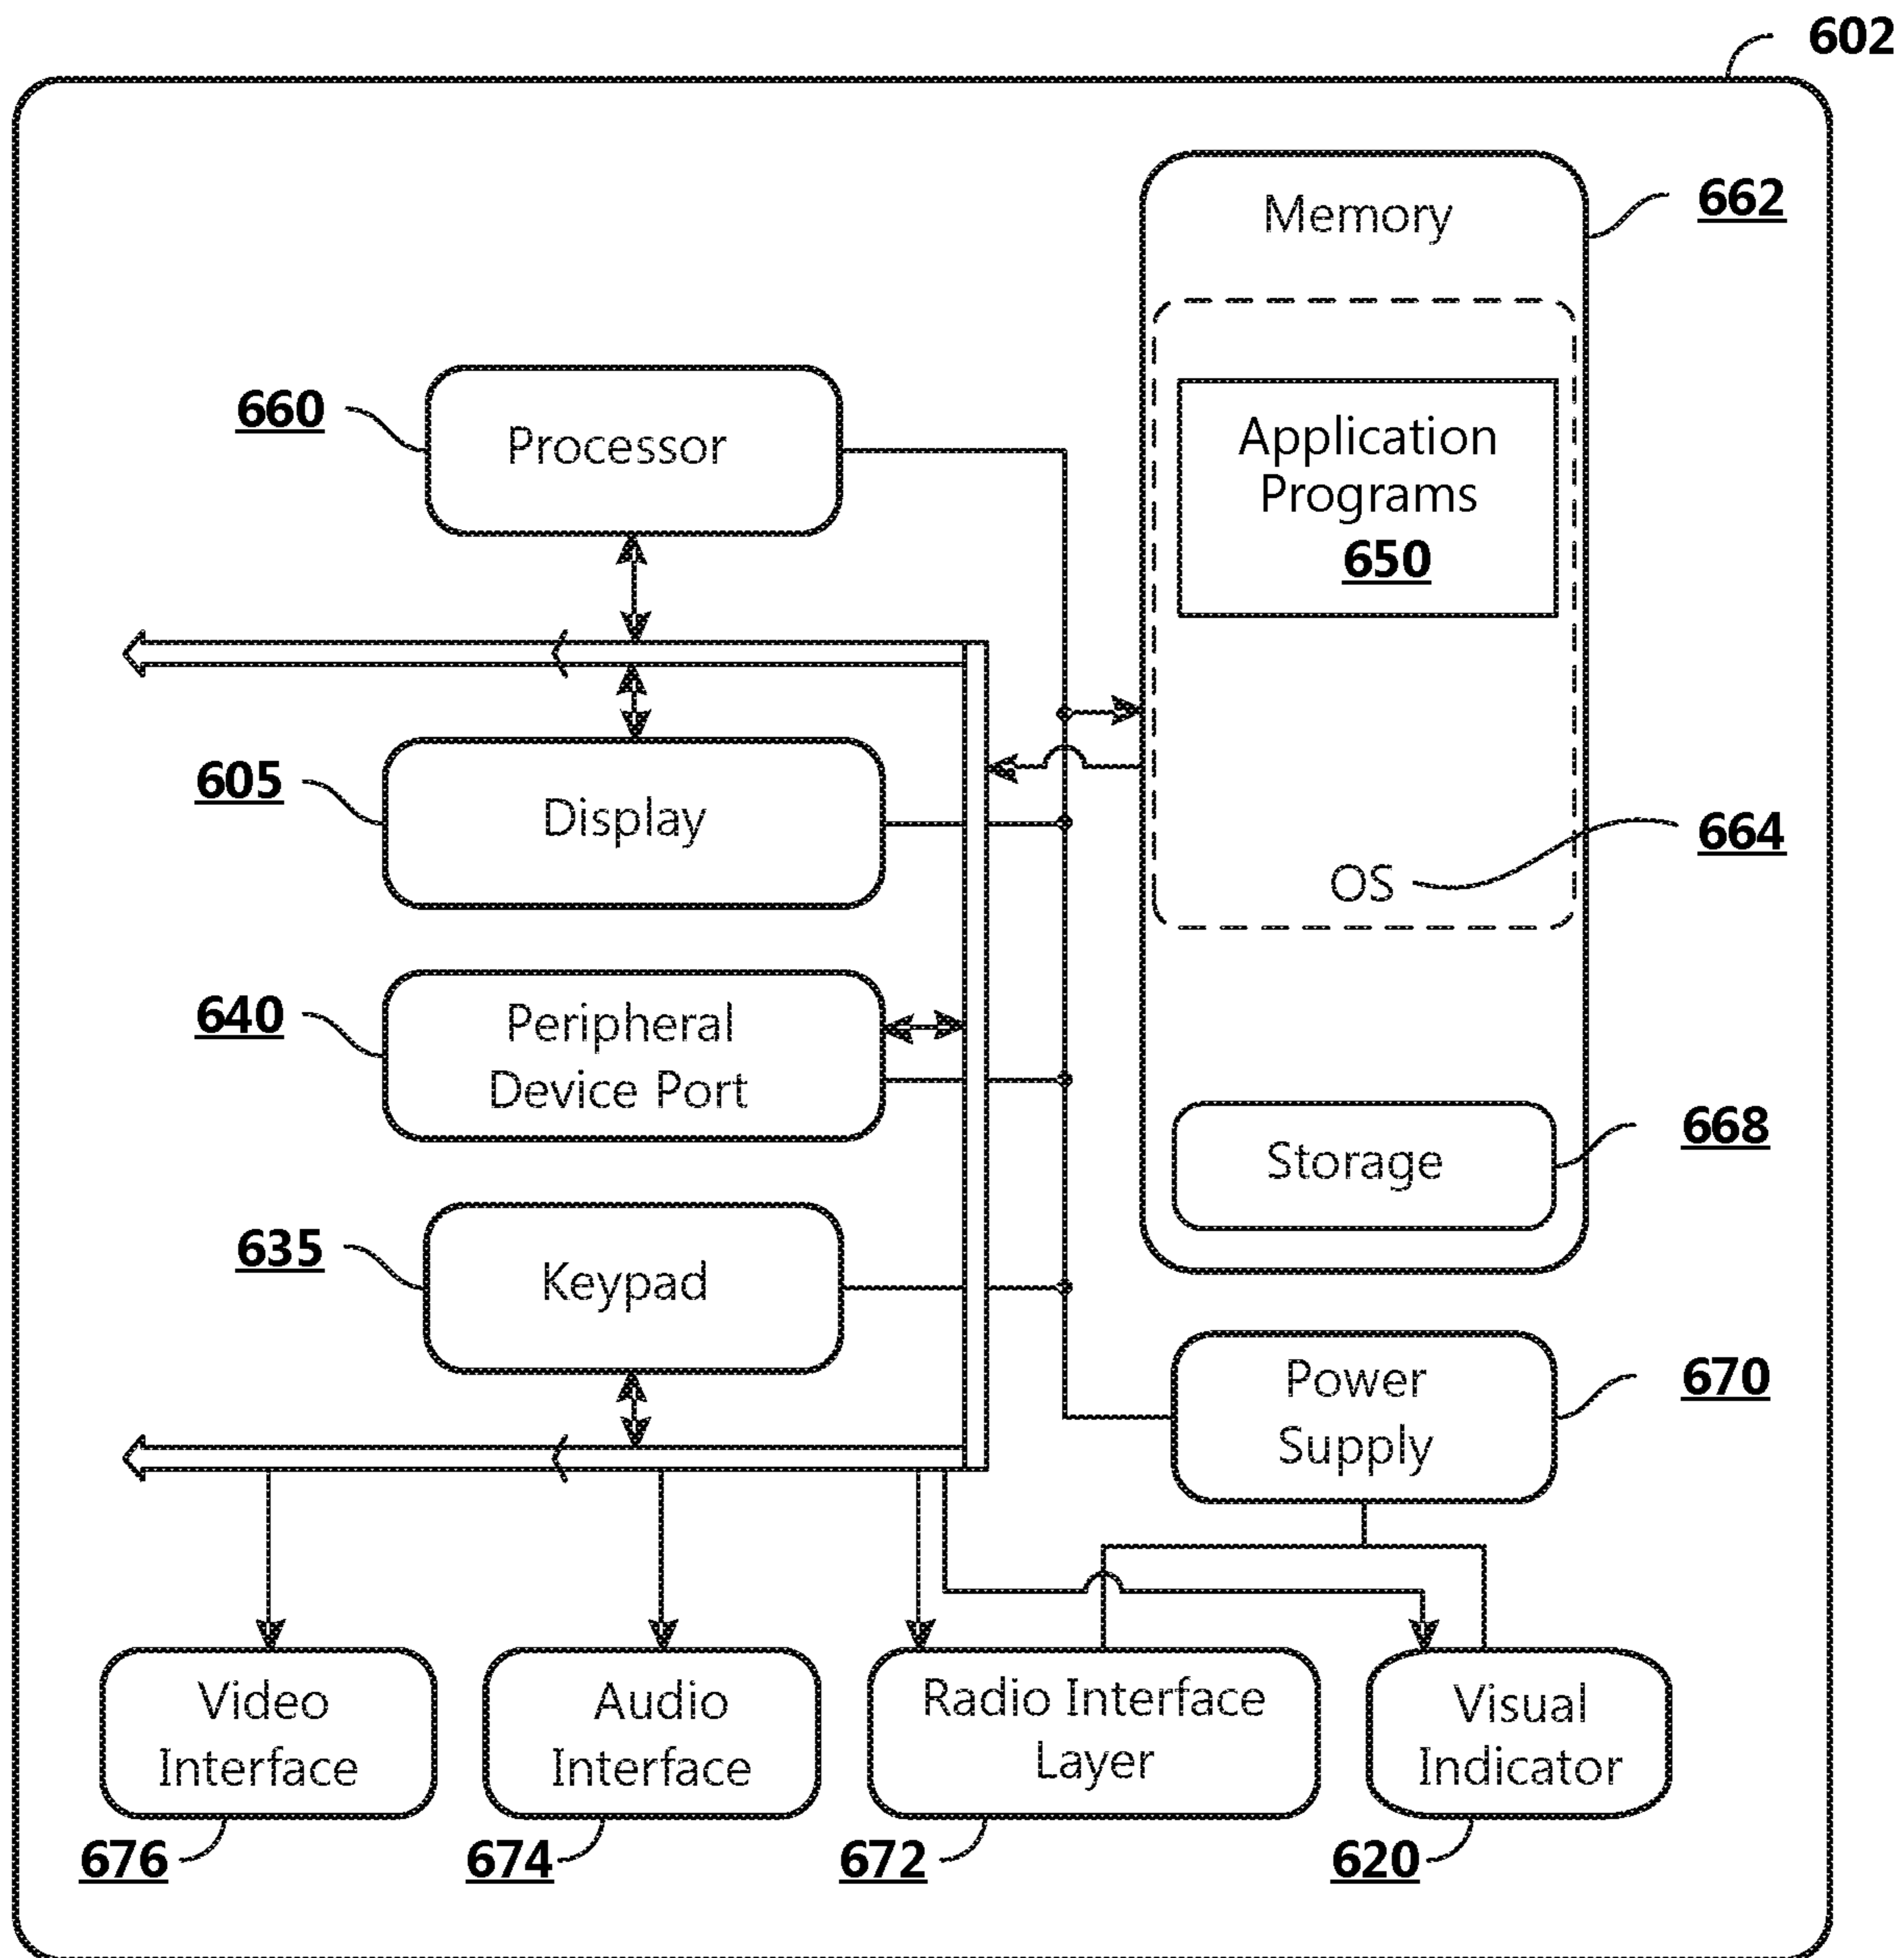 602
Memory
662
660
Processor
Application
Programs
650
605
Display
664
OS
640
Peripheral
Device Port
668
Storage
635
Keypad
Power
Supply
670
Video
Interface
Audio
Interface
Radio Interface
Layer
Visual
Indicator
676
674
672
620